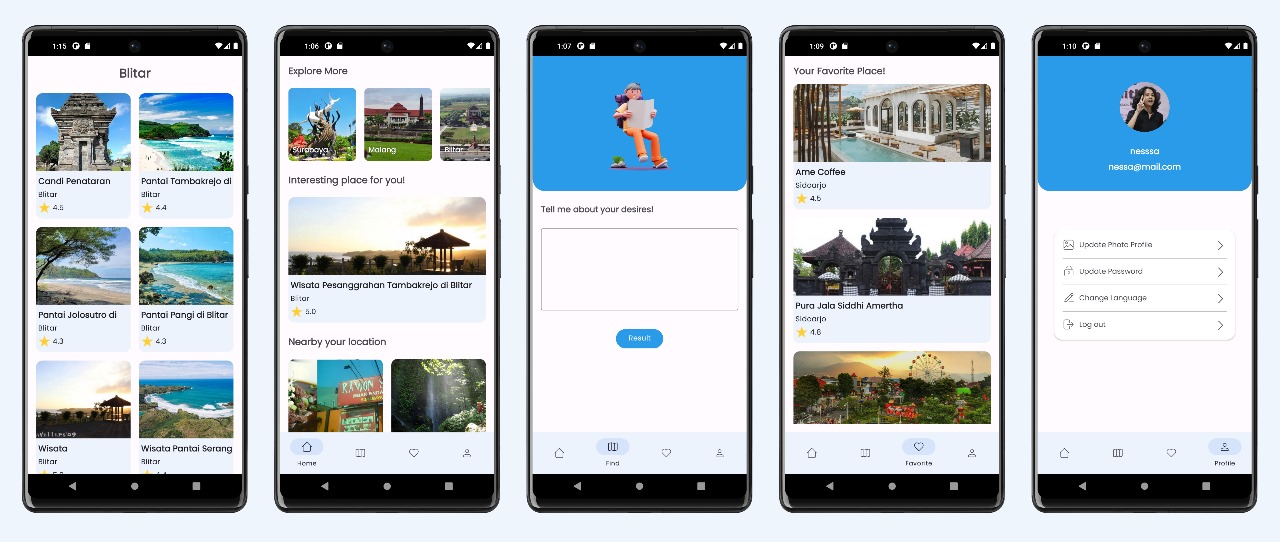 1:15
Blitar
Candi Penataran
Blitar
4.5
Pantai Tambakrejo di
Blitar
4.4
Pantai Jolosutro di
Blitar
4.3
Pantai Pangi di Blitar
Blitar
4.3
Wisata
Blitar
Wisata Pantai Serang
Blitar
1:06
Explore More
Surabaya
Malang
Blitar
Interesting place for you!
Wisata Pesanggrahan Tambakrejo di Blitar
Blitar
5.0
Nearby your location
Home
1:07
Tell me about your desires!
Result
Find
1:09
Your Favorite Place!
Ame Coffee
Sidoarjo
4.5
Pura Jala Siddhi Amertha
Sidoarjo
4.8
Favorite
1:10
nesssa
nessa@mail.com
Update Photo Profile
Update Password
Change Language
Log out
Profile